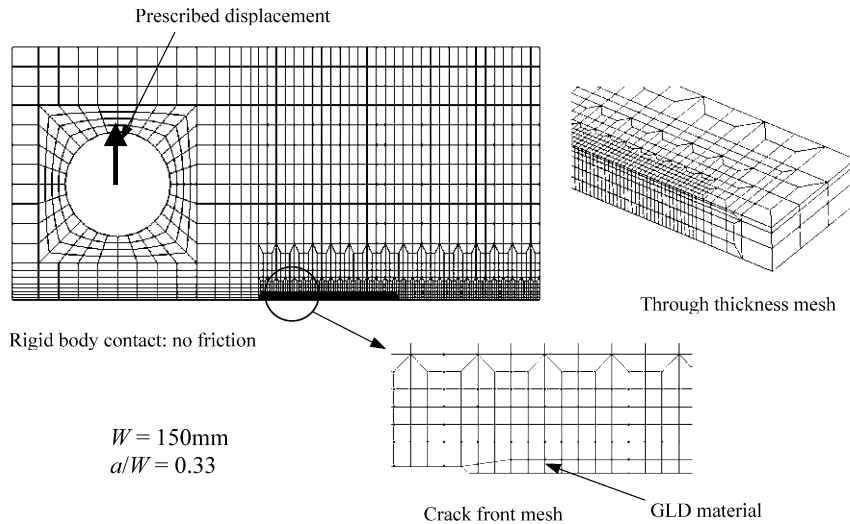 Prescribed displacement
Through thickness mesh
Rigid body contact: no friction
W = 150mm
a/W = 0.33
GLD material
Crack front mesh